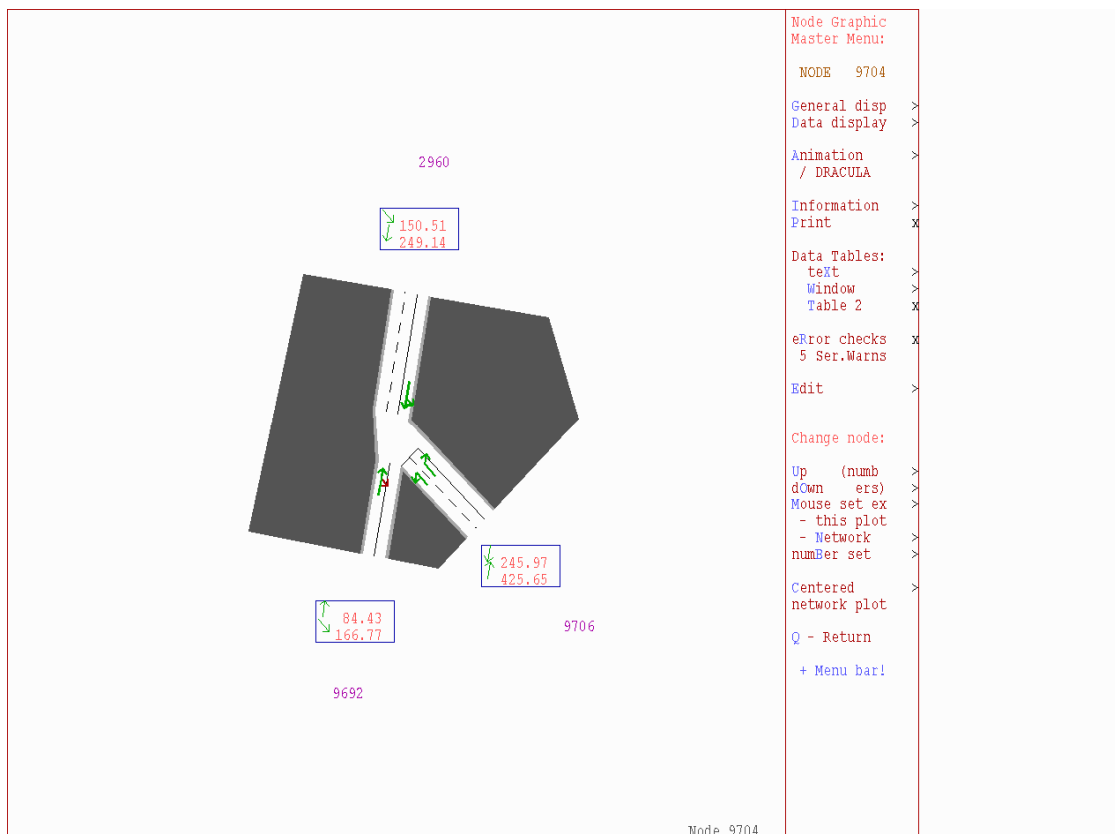 2960
150.51
249.14
245.97
425.65
84.43
166.77
9706
9692
Node 9704
Node Graphic
Master Menu:
NODE 9704
General disp >
Data display >
Animation >
/ DRACULA
Information >
Print x
Data Tables:
teXt >
Window >
Table 2 x
eRror checks x
5 Ser.Warns
Edit >
Change node:
Up (numb >
dOwn ers) >
Mouse set ex >
- this plot
- Network >
numBer set >
Centered >
network plot
Q - Return
+ Menu bar!